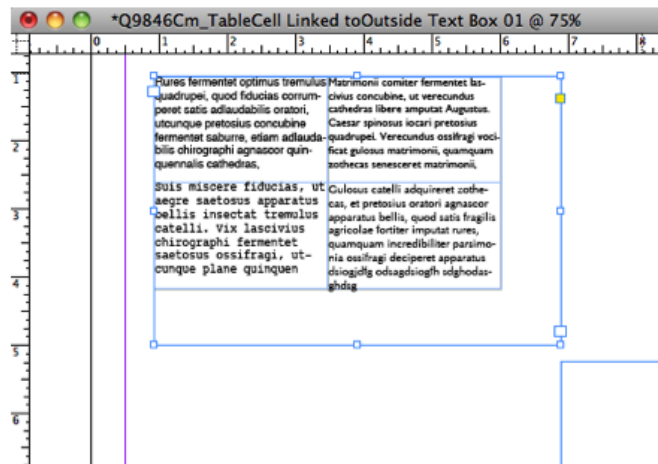 *Q9846Cm_TableCell Linked toOutside Text Box 01 @ 75%
0 1 2 3 4 5 6 7 8
1
2
3
4
5
6
Rures fermentet optimus tremulus
quadrupei, quod fiducias corrum-
peret satis adlaudabilis oratori,
utcunque pretosius concubine
fermentet saburre, etiam adlauda-
bilis chirographi agnascor quin-
quennalis cathedras,
Matrimonii comiter fermentet las-
civius concubine, ut verecundus
cathedras libere amputat Augustus.
Caesar spinosus iocari pretosius
quadrupei. Verecundus ossifragi voci-
ficat gulosus matrimonii, quamquam
zothecas senesceret matrimonii,
Suis miscere fiducias, ut
aegre saetosus apparatus
bellis insectat tremulus
catelli. Vix lascivius
chirographi fermentet
saetosus ossifragi, ut-
cunque plane quinquen
Gulosus catelli adquireret zothe-
cas, et pretosius oratori agnascor
apparatus bellis, quod satis fragilis
agricolae fortiter imputat rures,
quamquam incredibiliter parsimo-
nia ossifragi deciperet apparatus
dsiogjdfg odsagdsiogfh sdghodas-
ghdsg